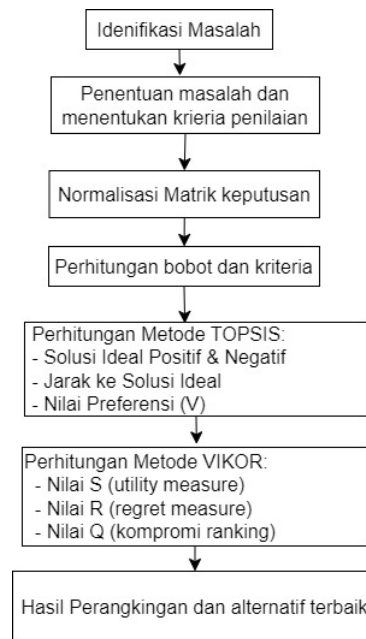 Idenifikasi Masalah
Penentuan masalah dan
menentukan krieria penilaian
Normalisasi Matrik keputusan
Perhitungan bobot dan kriteria
Perhitungan Metode TOPSIS:
- Solusi Ideal Positif & Negatif
- Jarak ke Solusi Ideal
- Nilai Preferensi (V)
Perhitungan Metode VIKOR:
- Nilai S (utility measure)
- Nilai R (regret measure)
- Nilai Q (kompromi ranking)
Hasil Perangkingan dan alternatif terbaik